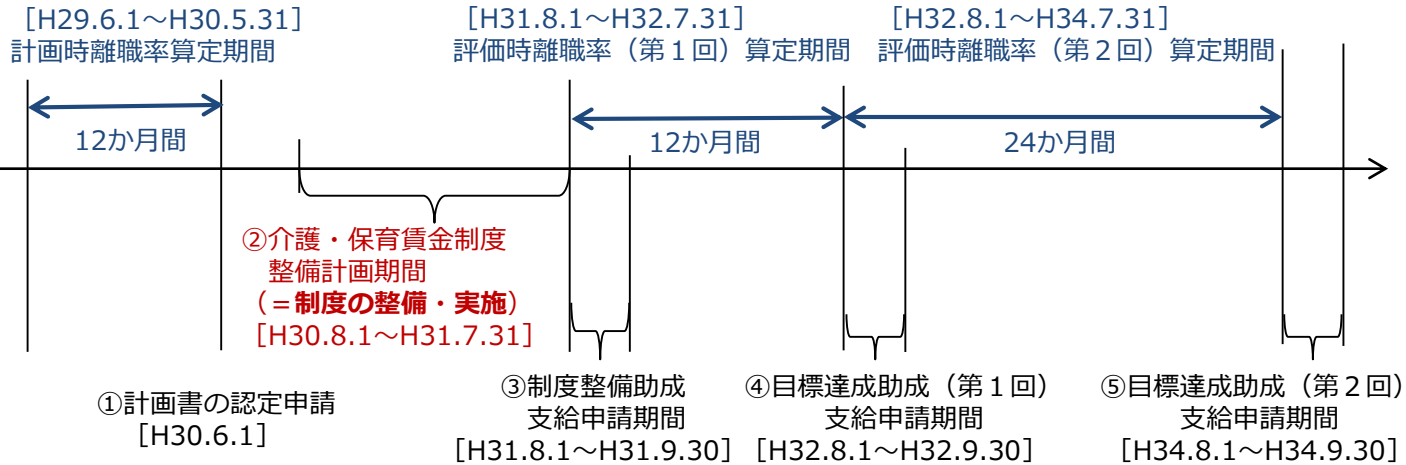 [H29.6.1～H30.5.31]
計画時離職率算定期間
[H31.8.1～H32.7.31]
評価時離職率（第１回）算定期間
[H32.8.1～H34.7.31]
評価時離職率（第２回）算定期間
12か月間
12か月間
24か月間
②介護・保育賃金制度
整備計画期間
（＝制度の整備・実施）
[H30.8.1～H31.7.31]
①計画書の認定申請
[H30.6.1]
③制度整備助成
支給申請期間
[H31.8.1～H31.9.30]
④目標達成助成（第１回）
支給申請期間
[H32.8.1～H32.9.30]
⑤目標達成助成（第２回）
支給申請期間
[H34.8.1～H34.9.30]